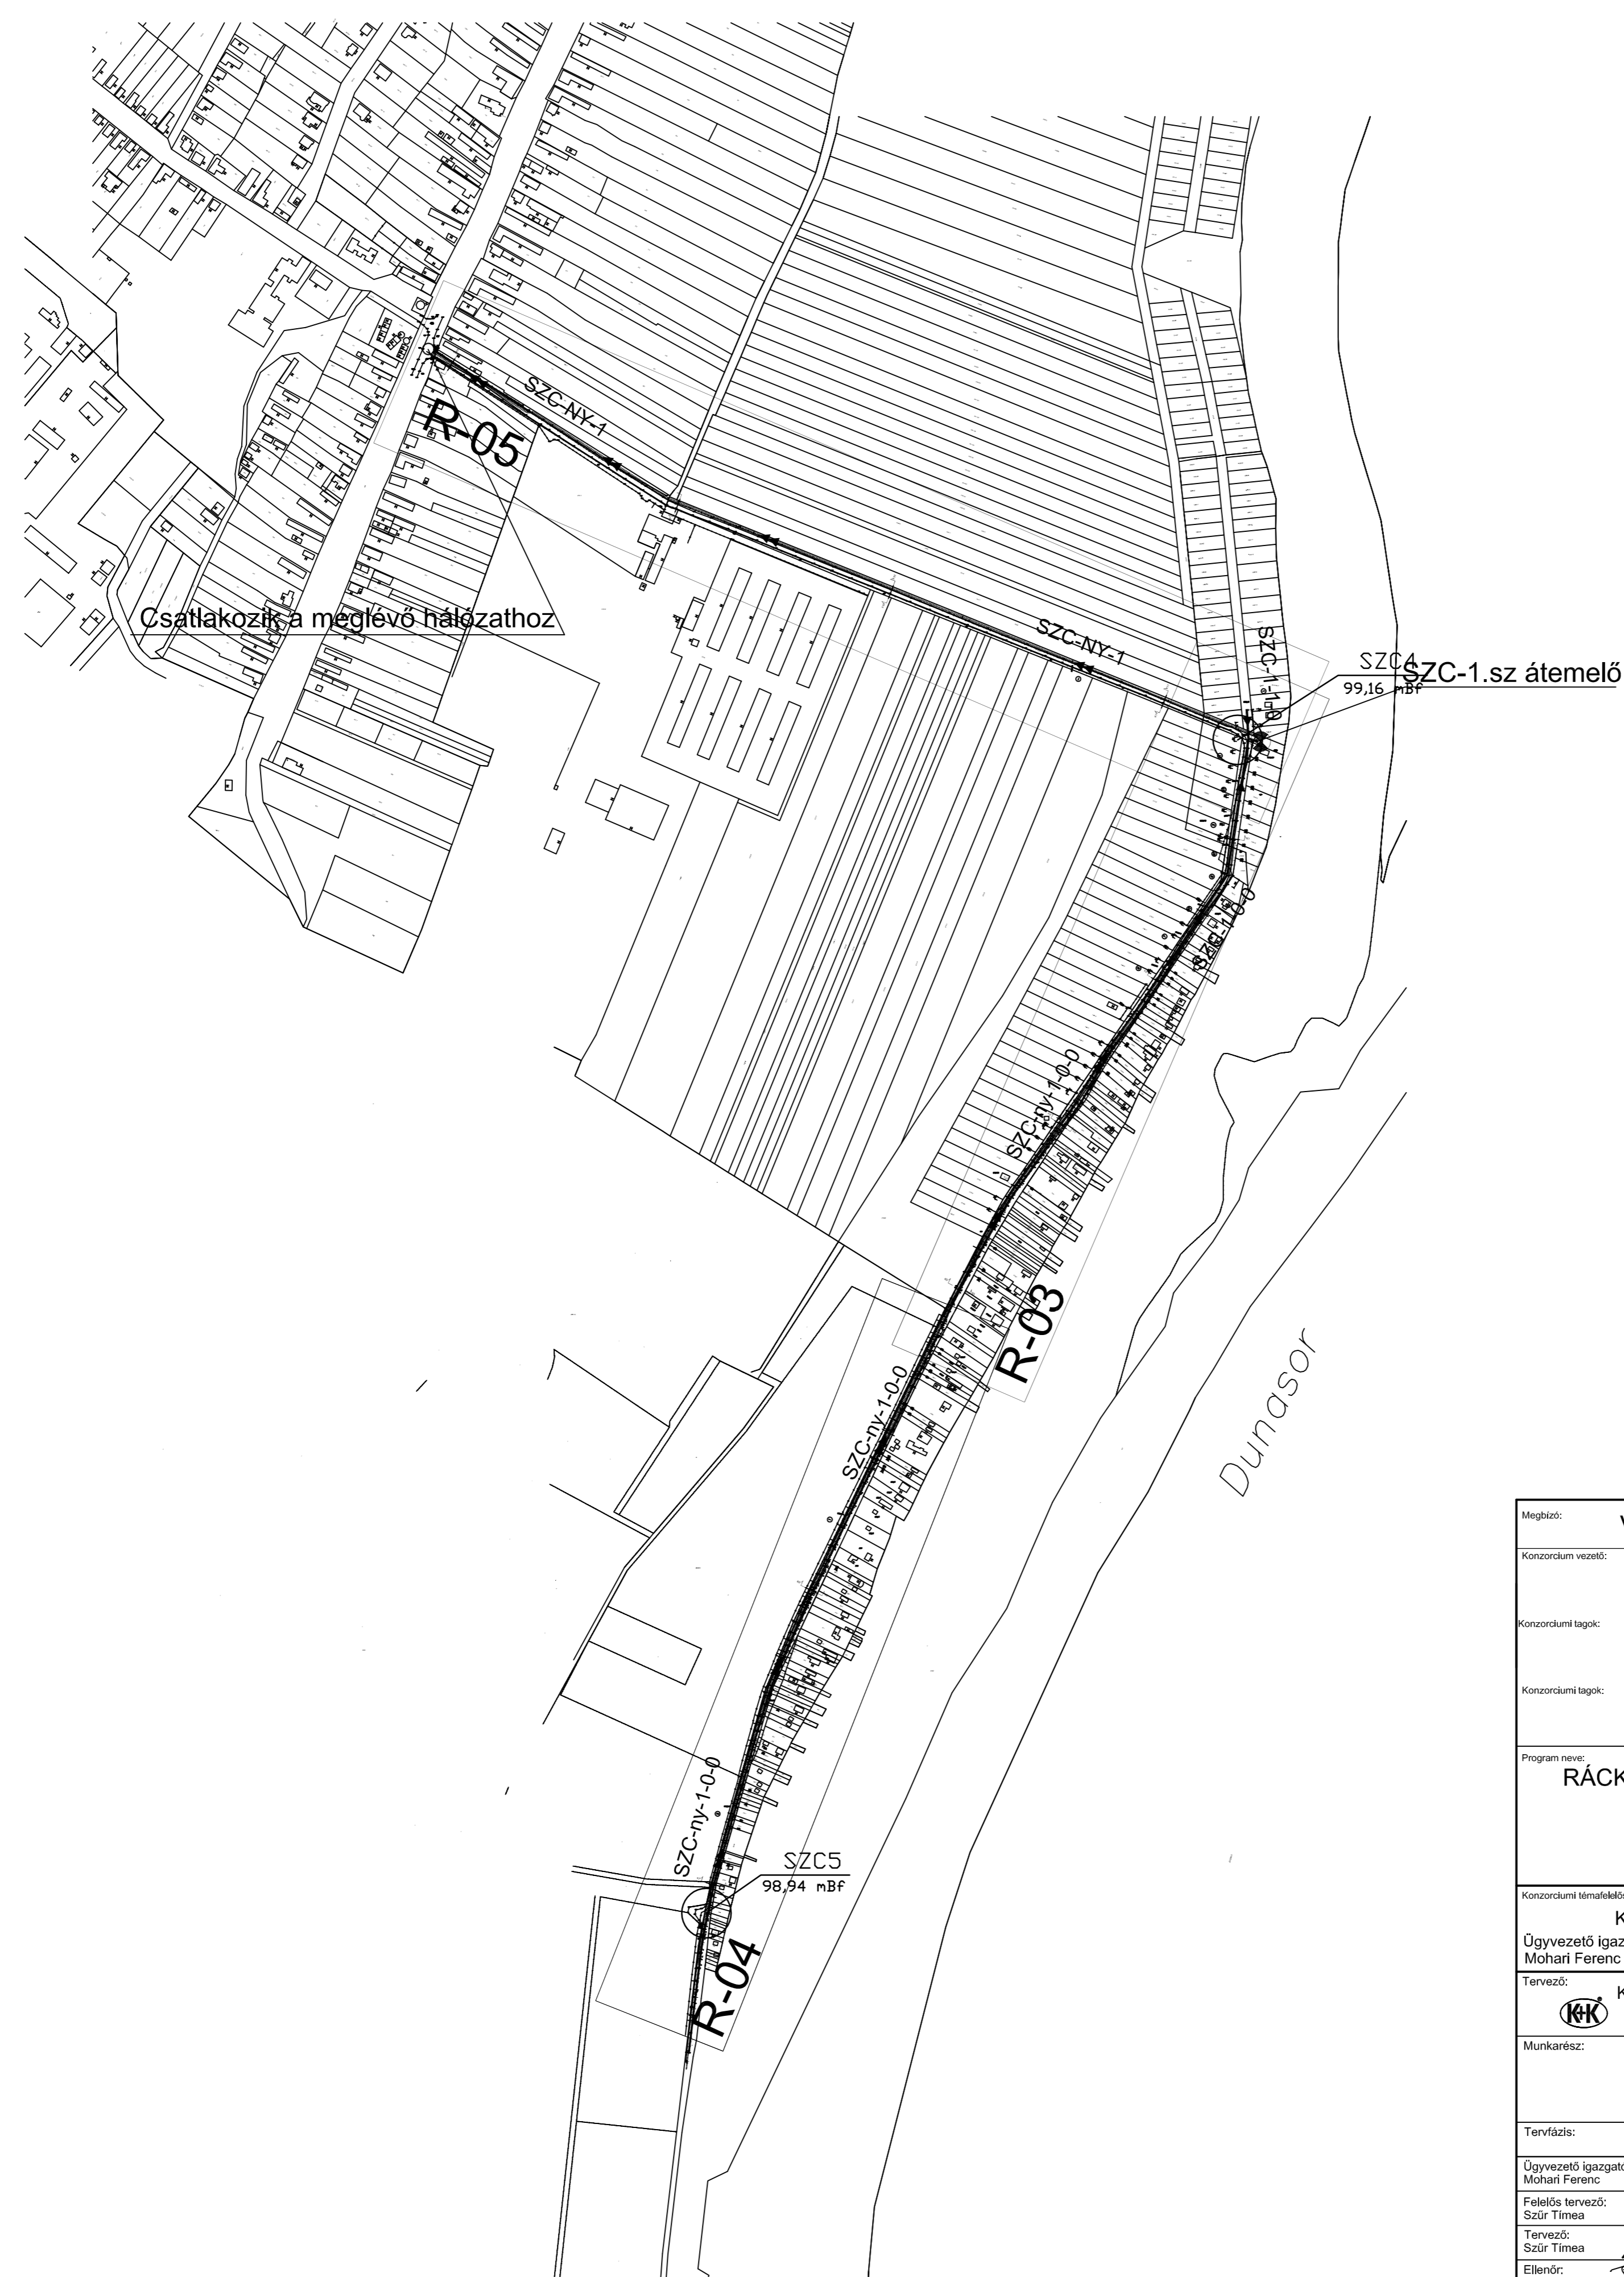 SZC-NY-1
R-05
Csatlakozik a meglévő hálózathoz
SZC-NY-1
SZC-1-1-0
SZC4
99,16 mBf
SZC-1.sz átemelő
SZC-1-0-0
SZC-ny-1-0-0
R-03
SZC-ny-1-0-0
Dunasor
SZC-ny-1-0-0
SZC5
98,94 mBf
R-04
Megbízó:
Konzorcium vezető:
Konzorciumi tagok:
Konzorciumi tagok:
Program neve:
RÁCK
Konzorciumi témafelelős
K
Ügyvezető igaz
Mohari Ferenc
Tervező:
K+K
Munkarész:
Tervfázis:
Ügyvezető igazgató
Mohari Ferenc
Felelős tervező:
Szűr Tímea
Tervező:
Szűr Tímea
Ellenőr: